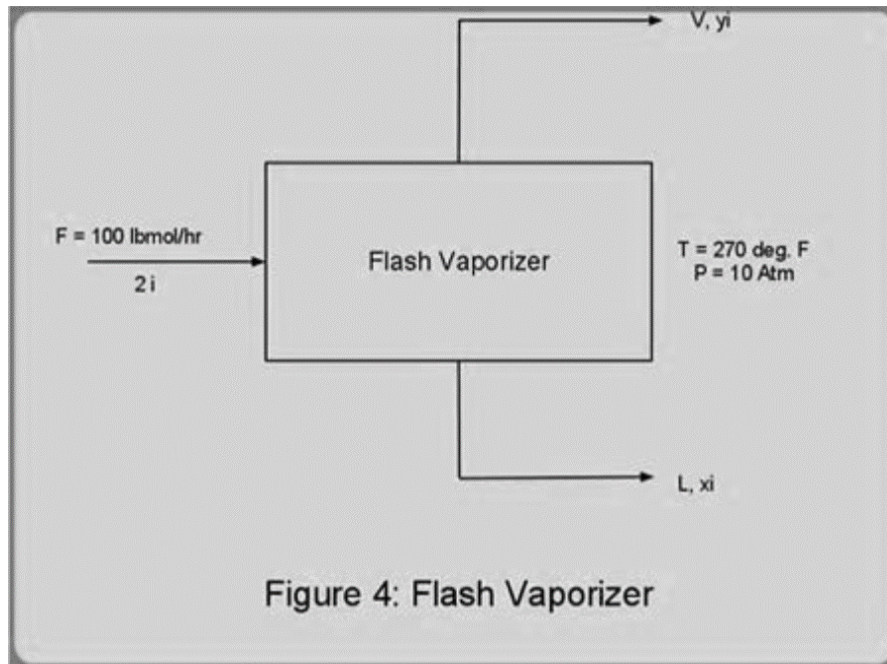 V, yi
F = 100 lbmol/hr
2 i
Flash Vaporizer
T = 270 deg. F
P = 10 Atm
L, xi
Figure 4: Flash Vaporizer